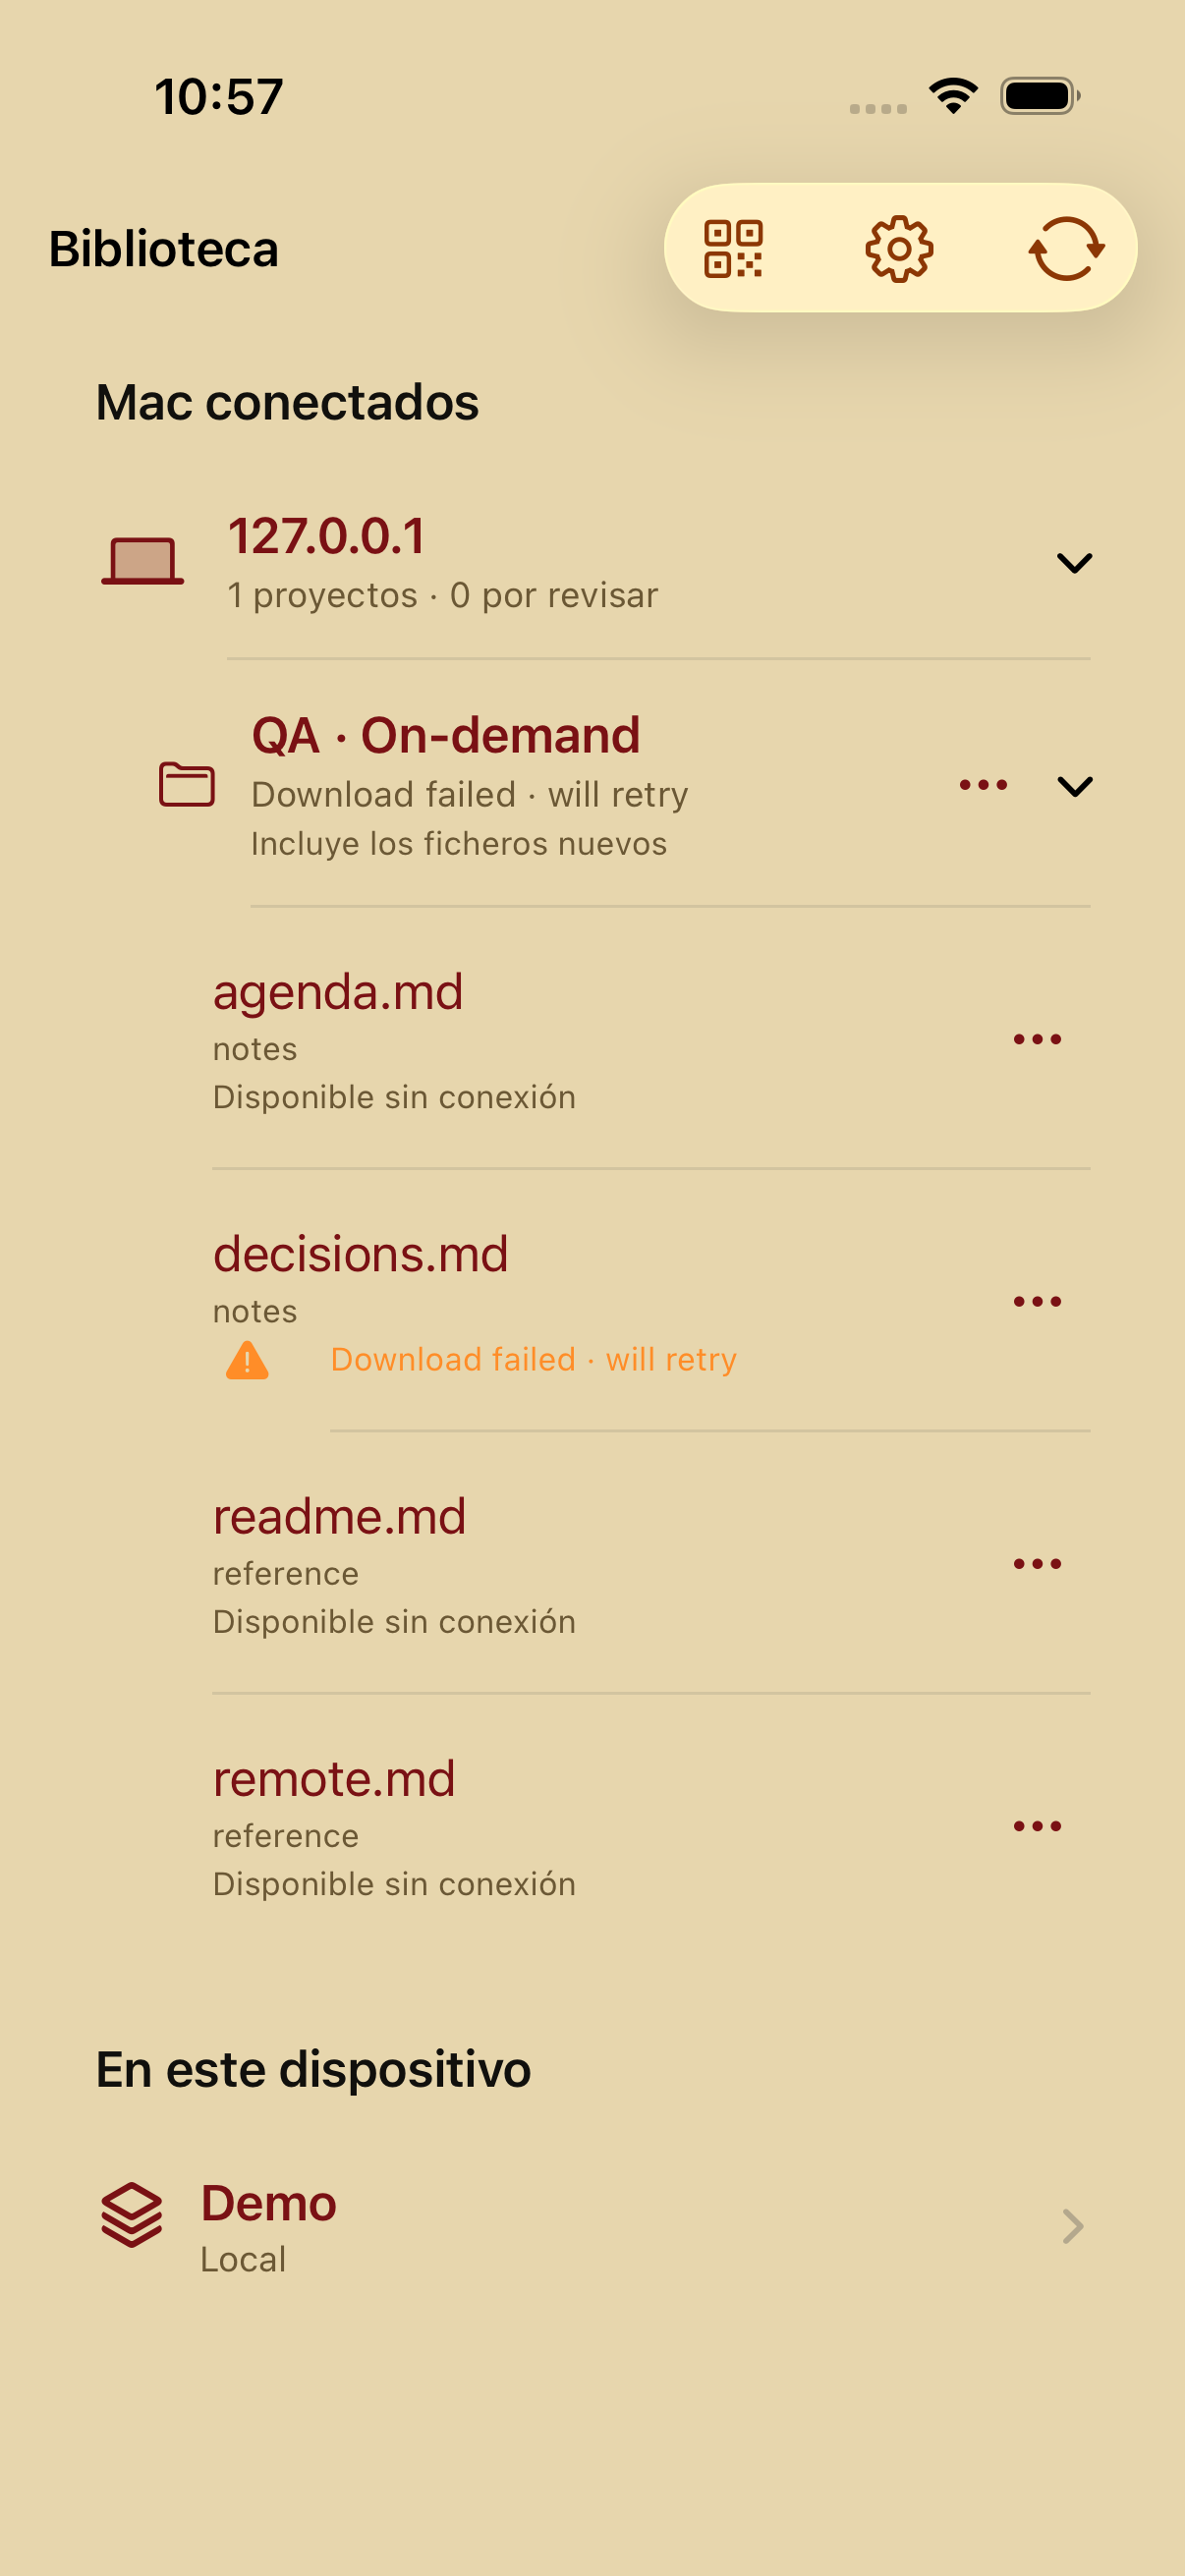 10:57
Biblioteca
Mac conectados
127.0.0.1
1 proyectos · 0 por revisar
QA · On-demand
Download failed · will retry
Incluye los ficheros nuevos
agenda.md
notes
Disponible sin conexión
decisions.md
notes
Download failed · will retry
readme.md
reference
Disponible sin conexión
remote.md
reference
Disponible sin conexión
En este dispositivo
Demo
Local